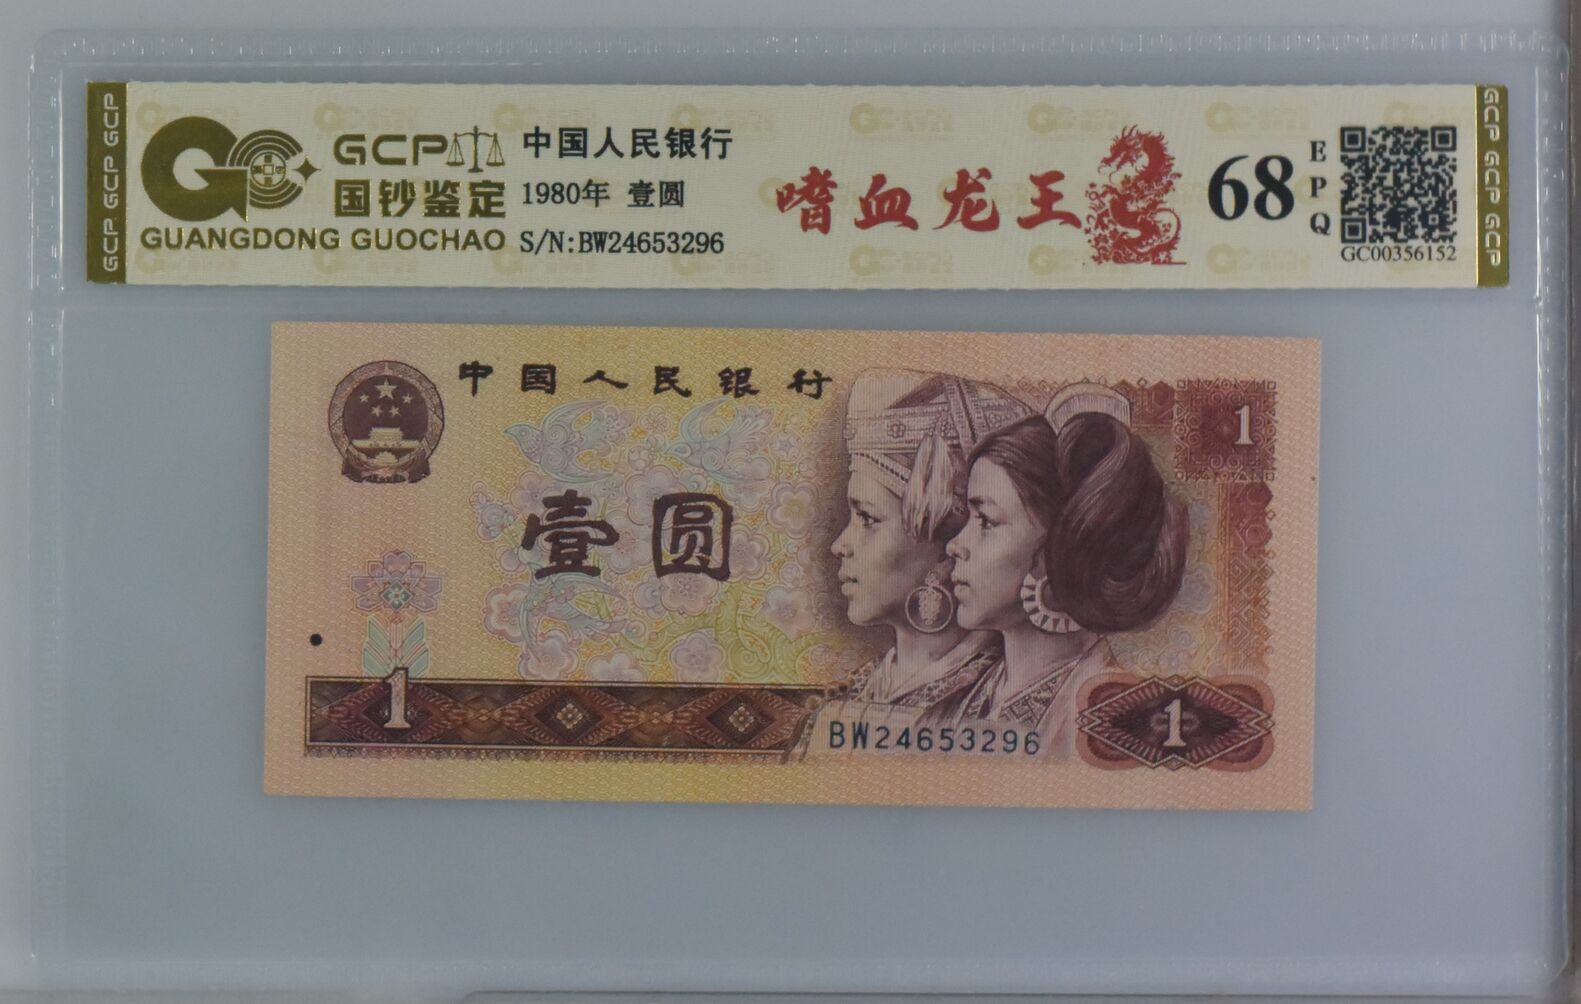 GCP GCP GCP
GCP
国钞鉴定
GUANGDONG GUOCHAO
中国人民银行
1980年 壹圆
S/N:BW24653296
嗜血龙王
68
EPQ
GC00356152
GCP GCP GCP
中国人民银行
1
壹圆
1
BW24653296
1